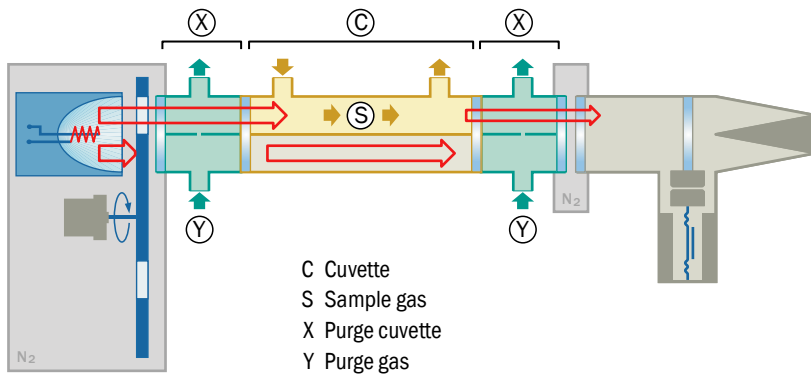 X
C
X
S
Y
Y
N2
N2
C Cuvette
S Sample gas
X Purge cuvette
Y Purge gas